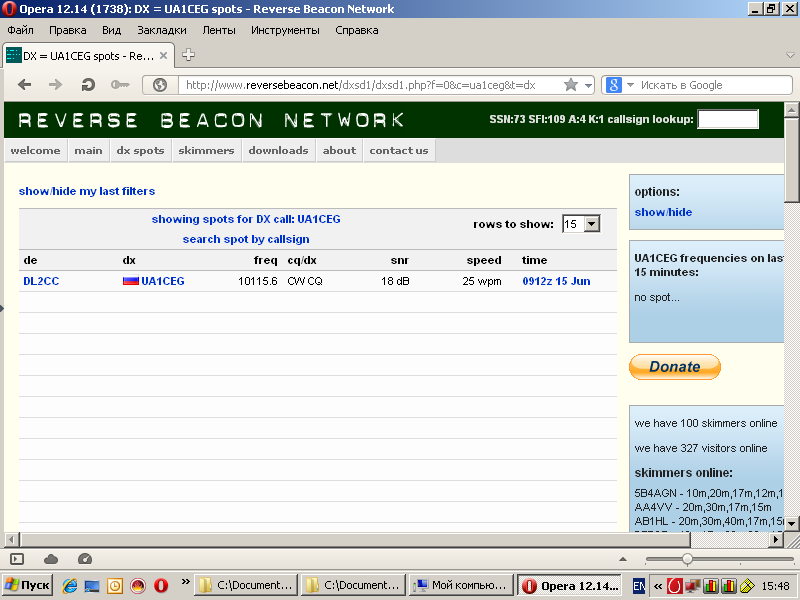 Opera 12.14 (1738): DX = UA1CEG spots - Reverse Beacon Network
Файл Правка Вид Закладки Ленты Инструменты Справка
DX = UA1CEG spots - Re...
http://www.reversebeacon.net/dxsd1/dxsd1.php?f=0&c=ua1ceg&t=dx
Искать в Google
REVERSE BEACON NETWORK
SSN:73 SFI:109 A:4 K:1 callsign lookup:
welcome main dx spots skimmers downloads about contact us
show/hide my last filters
showing spots for DX call: UA1CEG
search spot by callsign
rows to show: 15
de dx freq cq/dx snr speed time
DL2CC UA1CEG 10115.6 CW CQ 18 dB 25 wpm 0912z 15 Jun
options:
show/hide
UA1CEG frequencies on las
15 minutes:
no spot...
Donate
we have 100 skimmers online
we have 327 visitors online
skimmers online:
5B4AGN - 10m,20m,17m,12m,1
AA4VV - 20m,30m,17m,15m
AB1HL - 20m,30m,40m,17m,15
Пуск
C:\Document...
C:\Document...
Мой компью...
Opera 12.14...
EN
15:48